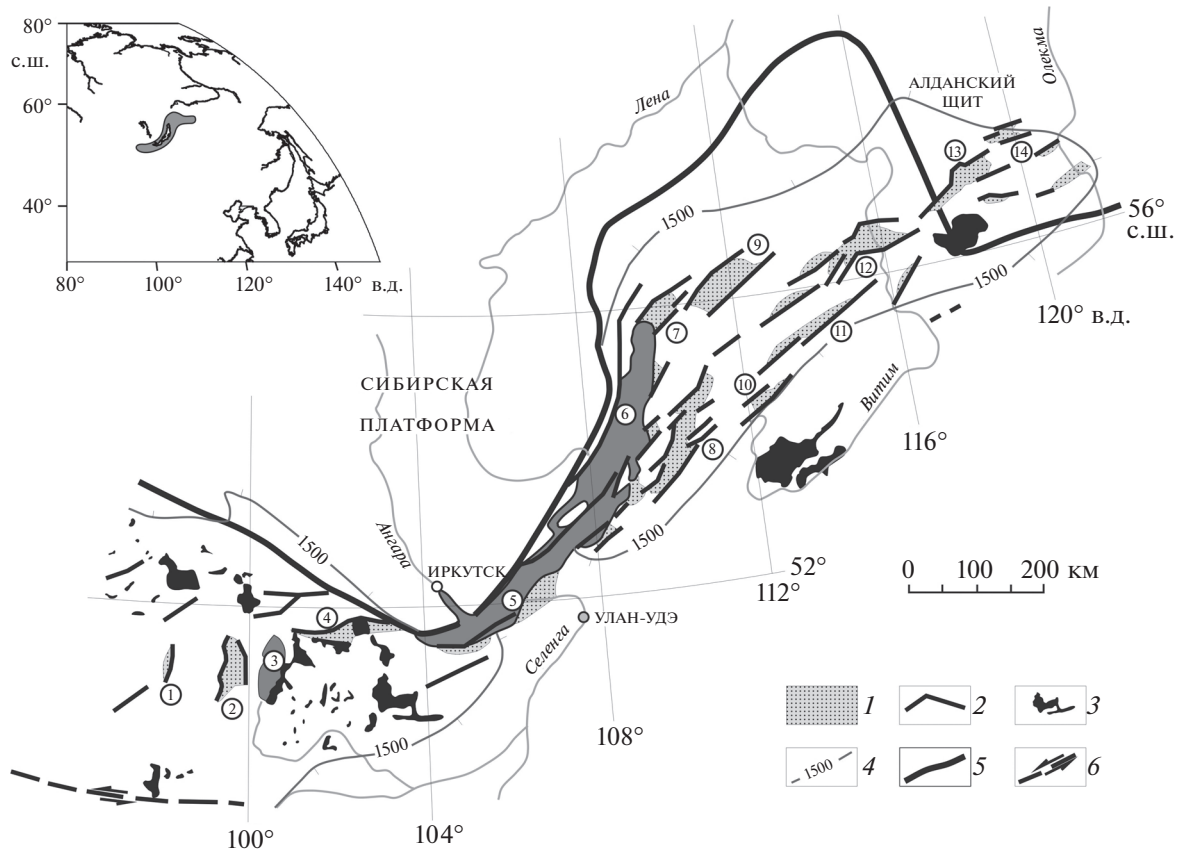 80°
с.ш.
60°
40°
80°
100°
120°
140° в.д.
Лена
Олекма
АЛДАНСКИЙ
ЩИТ
13
14
1500
56°
с.ш.
9
12
1500
120° в.д.
7
11
СИБИРСКАЯ
ПЛАТФОРМА
10
Витим
6
116°
8
1500
1500
Ангара
52°
112°
0 100 200 км
ИРКУТСК
5
УЛАН-УДЭ
4
Селенга
3
1
2
1500
108°
100°
104°
1
2
3
1500
4
5
6